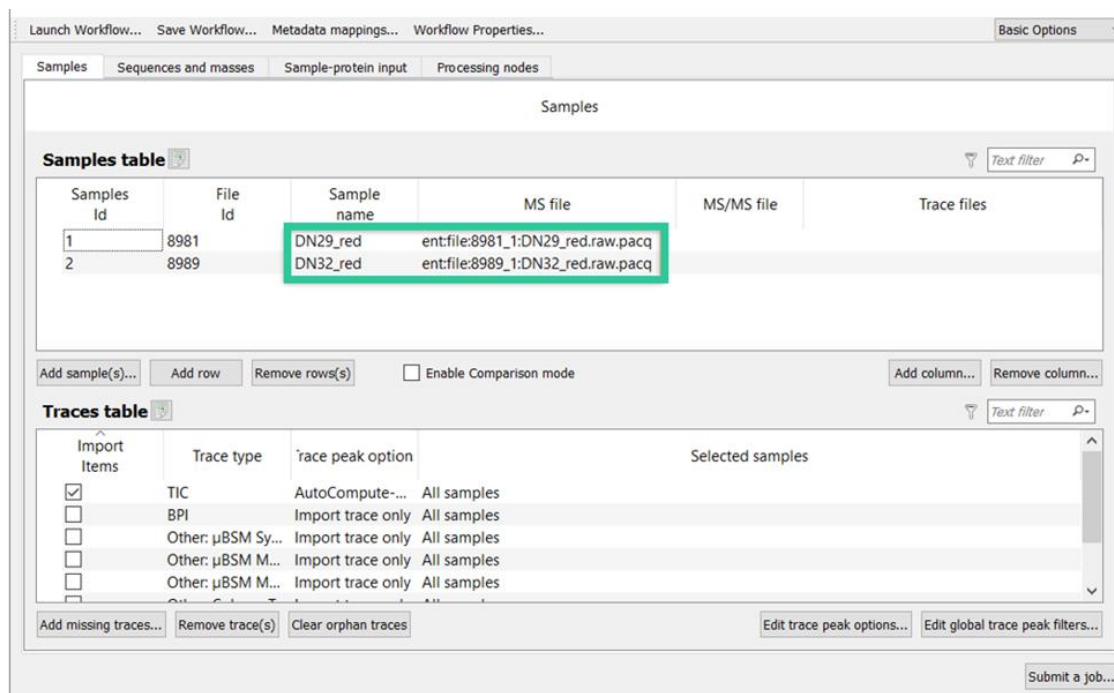 Launch Workflow... Save Workflow... Metadata mappings... Workflow Properties... Basic Options
Samples Sequences and masses Sample-protein input Processing nodes
Samples
Samples table Text filter
Samples Id File Id Sample name MS file MS/MS file Trace files
1 8981 DN29_red ent:file:8981_1:DN29_red.raw.pacq
2 8989 DN32_red ent:file:8989_1:DN32_red.raw.pacq
Add sample(s)... Add row Remove rows(s) Enable Comparison mode Add column... Remove column...
Traces table Text filter
Import Items Trace type race peak option Selected samples
TIC AutoCompute-... All samples
BPI Import trace only All samples
Other: µBSM Sy... Import trace only All samples
Other: µBSM M... Import trace only All samples
Other: µBSM M... Import trace only All samples
Add missing traces... Remove trace(s) Clear orphan traces Edit trace peak options... Edit global trace peak filters...
Submit a job...